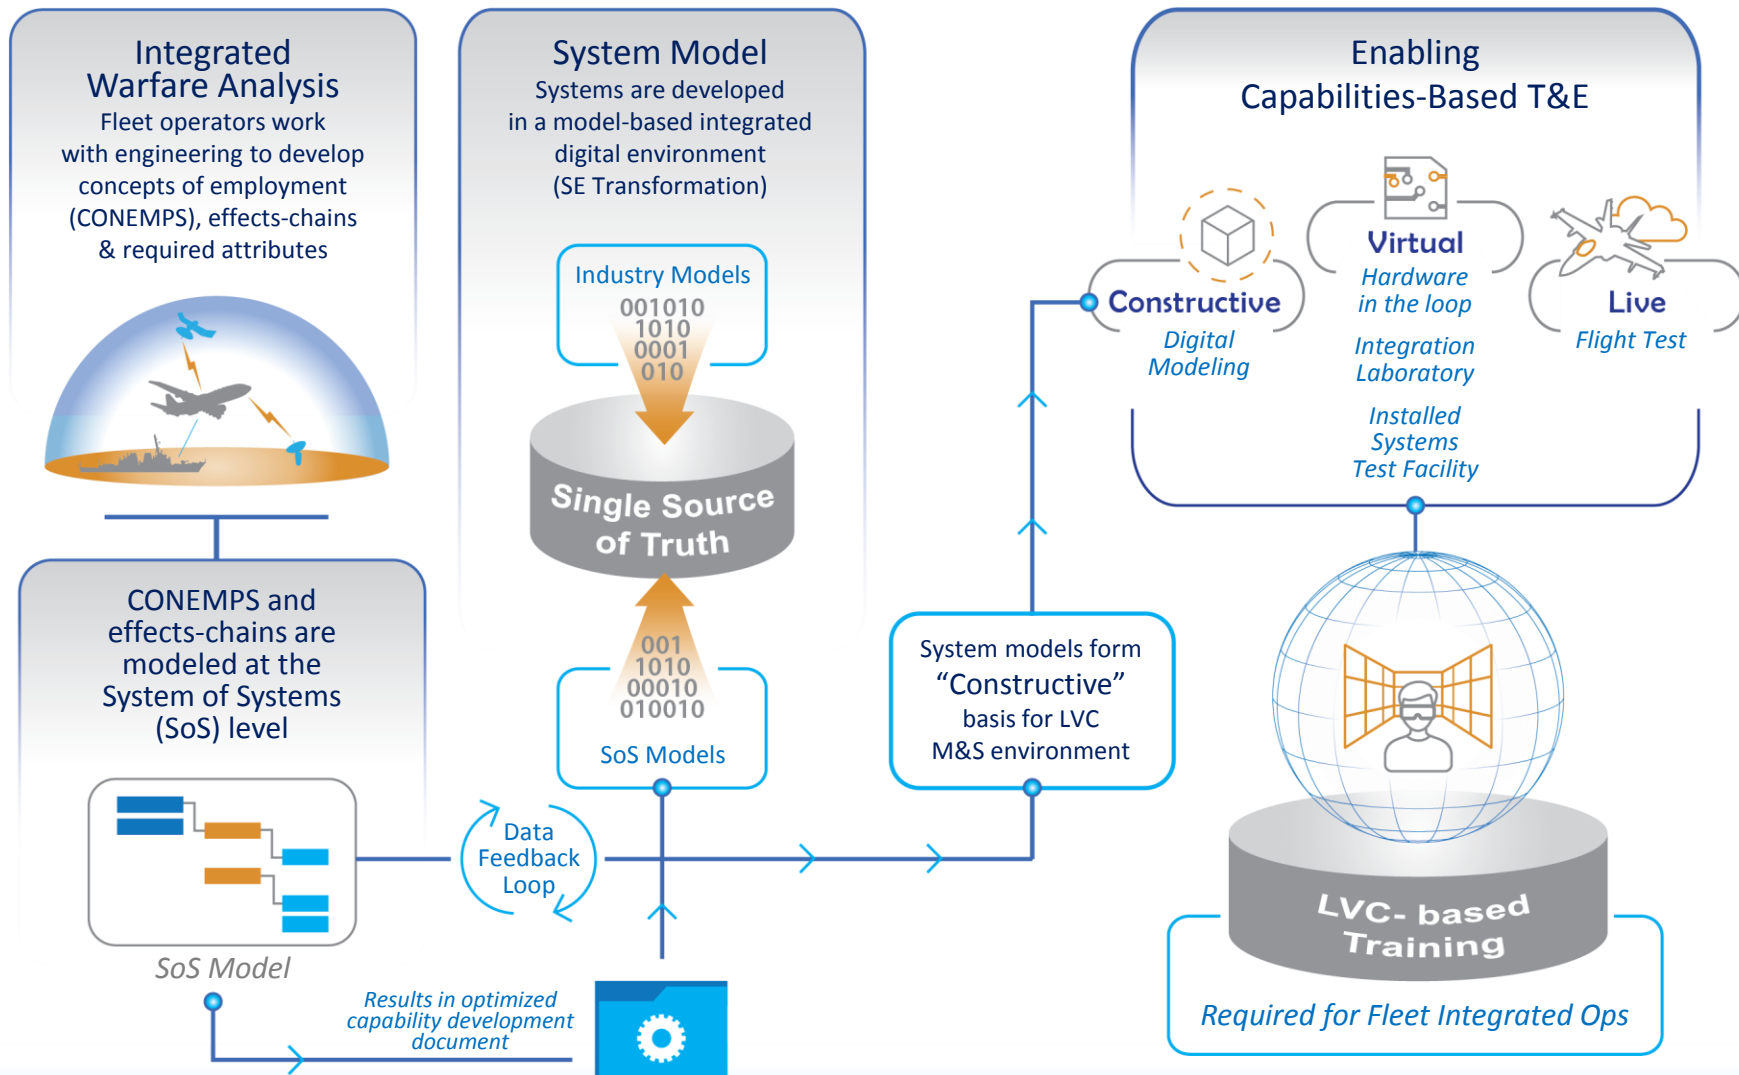 Integrated
Warfare Analysis
Fleet operators work
with engineering to develop
concepts of employment
(CONEMPS), effects-chains
& required attributes
CONEMPS and
effects-chains are
modeled at the
System of Systems
(SoS) level
SoS Model
Results in optimized
capability development
document
Data
Feedback
Loop
System Model
Systems are developed
in a model-based integrated
digital environment
(SE Transformation)
Industry Models
001010
1010
0001
010
Single Source
of Truth
001
1010
00010
010010
SoS Models
System models form
“Constructive”
basis for LVC
M&S environment
Enabling
Capabilities-Based T&E
Constructive
Digital
Modeling
Virtual
Hardware
in the loop
Integration
Laboratory
Installed
Systems
Test Facility
Live
Flight Test
LVC- based
Training
Required for Fleet Integrated Ops